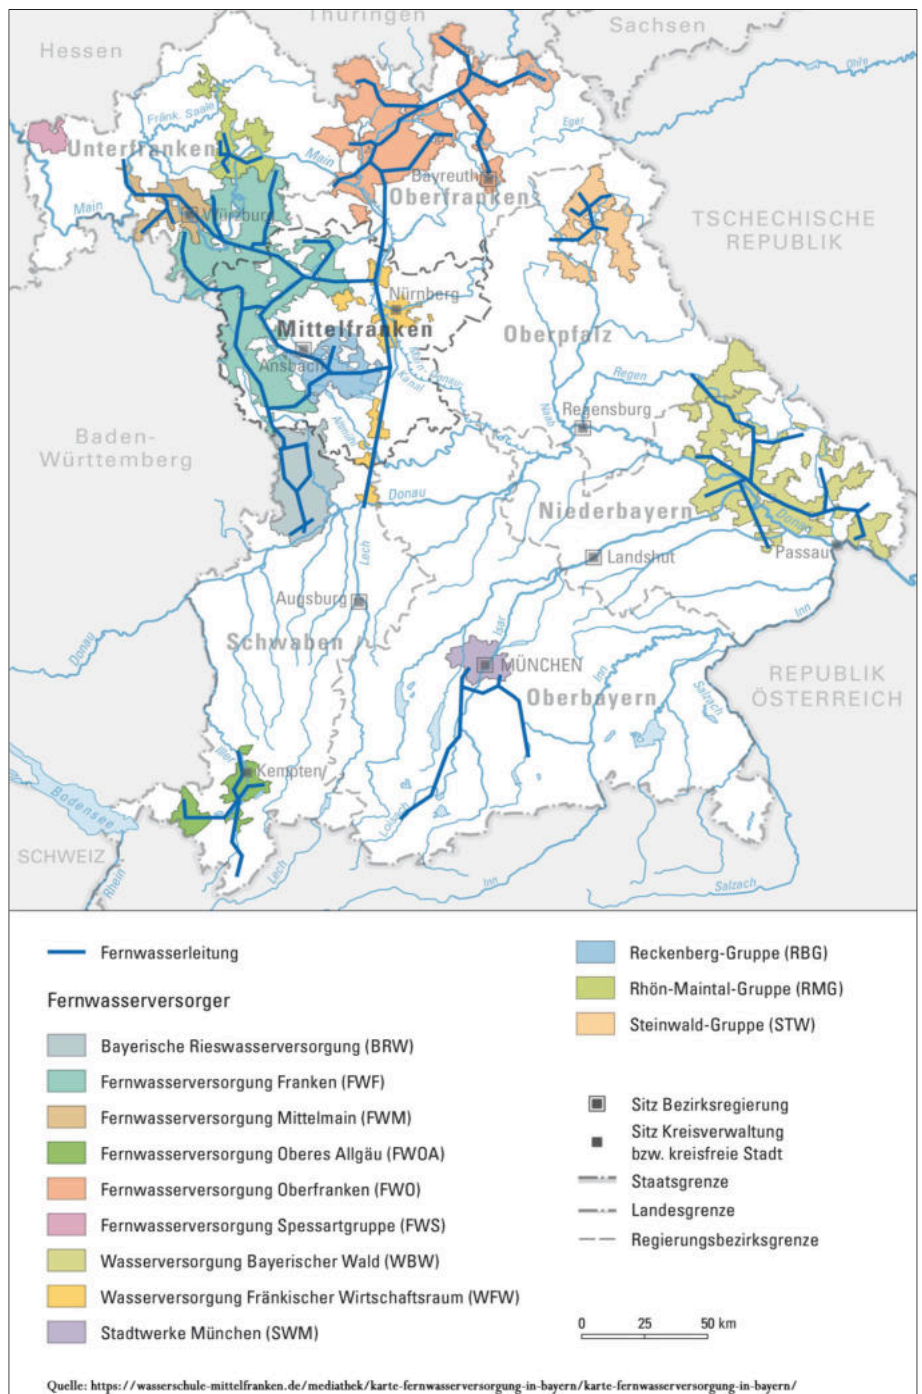 Thüringen
Hessen
Sachsen
Ohře
Fränk. Saale
Eger
Unterfranken
Main
Bayreuth
Oberfranken
Main
Würzburg
TSCHECHISCHE
REPUBLIK
Nürnberg
Mittelfranken
Oberpfalz
Ansbach
Main-Donau-
Kanal
Regen
Altmühl
Naab
Regensburg
Baden-
Württemberg
Donau
Niederbayern
Donau
Lech
Landshut
Passau
Augsburg
Isar
Inn
Schwaben
Donau
MÜNCHEN
Inn
REPUBLIK
ÖSTERREICH
Oberbayern
Salzach
Iller
Kempten
Bodensee
Loisach
SCHWEIZ
Rhein
Lech
Inn
Salzach
Fernwasserleitung
Fernwasserversorger
Bayerische Rieswasserversorgung (BRW)
Fernwasserversorgung Franken (FWF)
Fernwasserversorgung Mittelmain (FWM)
Fernwasserversorgung Oberes Allgäu (FWOA)
Fernwasserversorgung Oberfranken (FWO)
Fernwasserversorgung Spessartgruppe (FWS)
Wasserversorgung Bayerischer Wald (WBW)
Wasserversorgung Fränkischer Wirtschaftsraum (WFW)
Stadtwerke München (SWM)
Reckenberg-Gruppe (RBG)
Rhön-Maintal-Gruppe (RMG)
Steinwald-Gruppe (STW)
Sitz Bezirksregierung
Sitz Kreisverwaltung
bzw. kreisfreie Stadt
Staatsgrenze
Landesgrenze
Regierungsbezirksgrenze
0 25 50 km
Quelle: https://wasserschule-mittelfranken.de/mediathek/karte-fernwasserversorgung-in-bayern/karte-fernwasserversorgung-in-bayern/